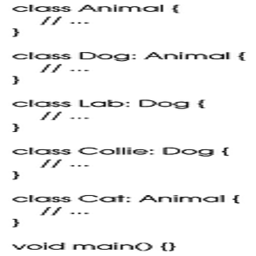 class Animal {
// ...
}
class Dog: Animal {
// ...
}
class Lab: Dog {
// ...
}
class Collie: Dog {
// ...
}
class Cat: Animal {
// ...
}
void main() {}